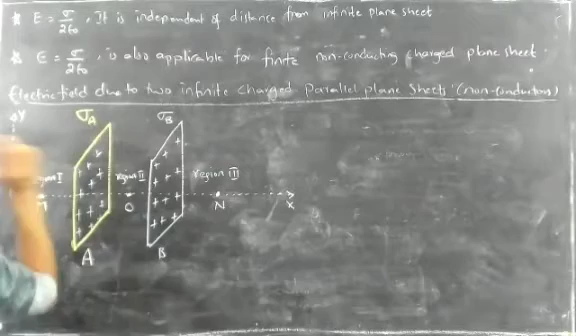 * E = σ/2ε₀ , It is independent of distance from infinite plane sheet
* E = σ/2ε₀ , is also applicable for finite non-conducting charged plane sheet.
Electric field due to two infinite charged Parallel plane sheets (non-conductors)
Y σA σB
region II region III
O N X
A B